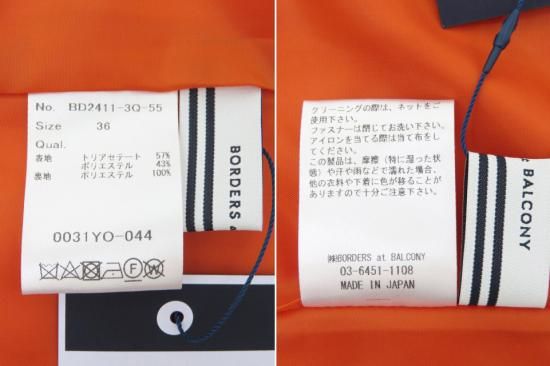 No. BD2411-3Q-55
Size 36
Qual.
表地 トリアセテート 57%
ポリエステル 43%
裏地 ポリエステル 100%
0031YO-044
BORDERS a
クリーニングの際は、ネットをご
使用下さい。
ファスナーは閉じてお洗い下さい。
アイロンを当てる際は当て布をし
てください。
この製品は、摩擦（特に湿った状
態）や汗や雨などで濡れた場合、
他の衣料や下着に色が移ることが
ありますので十分ご注意下さい。
㈱BORDERS at BALCONY
03-6451-1108
MADE IN JAPAN
t BALCONY